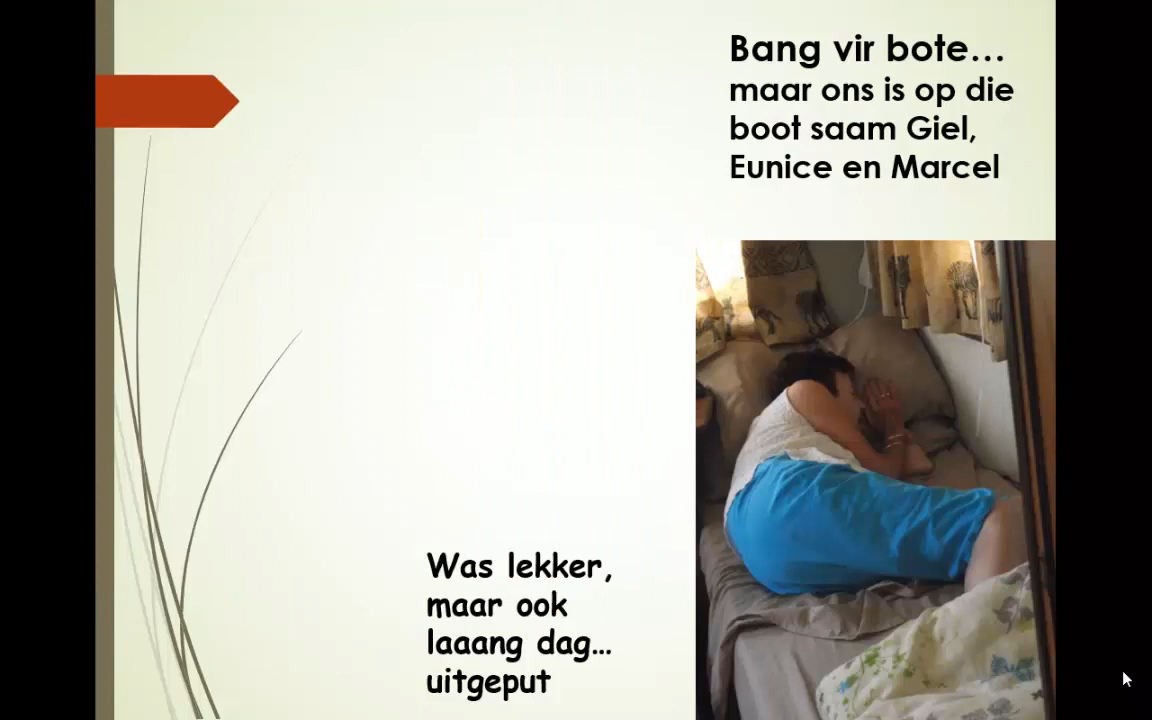 Bang vir bote...
maar ons is op die
boot saam Giel,
Eunice en Marcel
Was lekker,
maar ook
laaang dag...
uitgeput